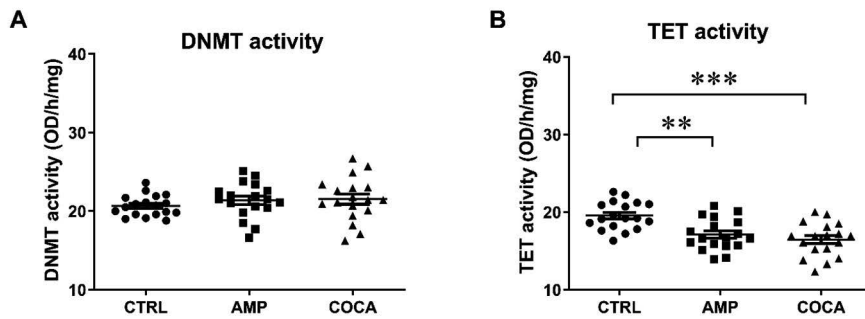 A
DNMT activity
DNMT activity (OD/h/mg)
40
30
20
10
CTRL AMP COCA
B
TET activity
TET activity (OD/h/mg)
40
30
20
10
***
**
CTRL AMP COCA